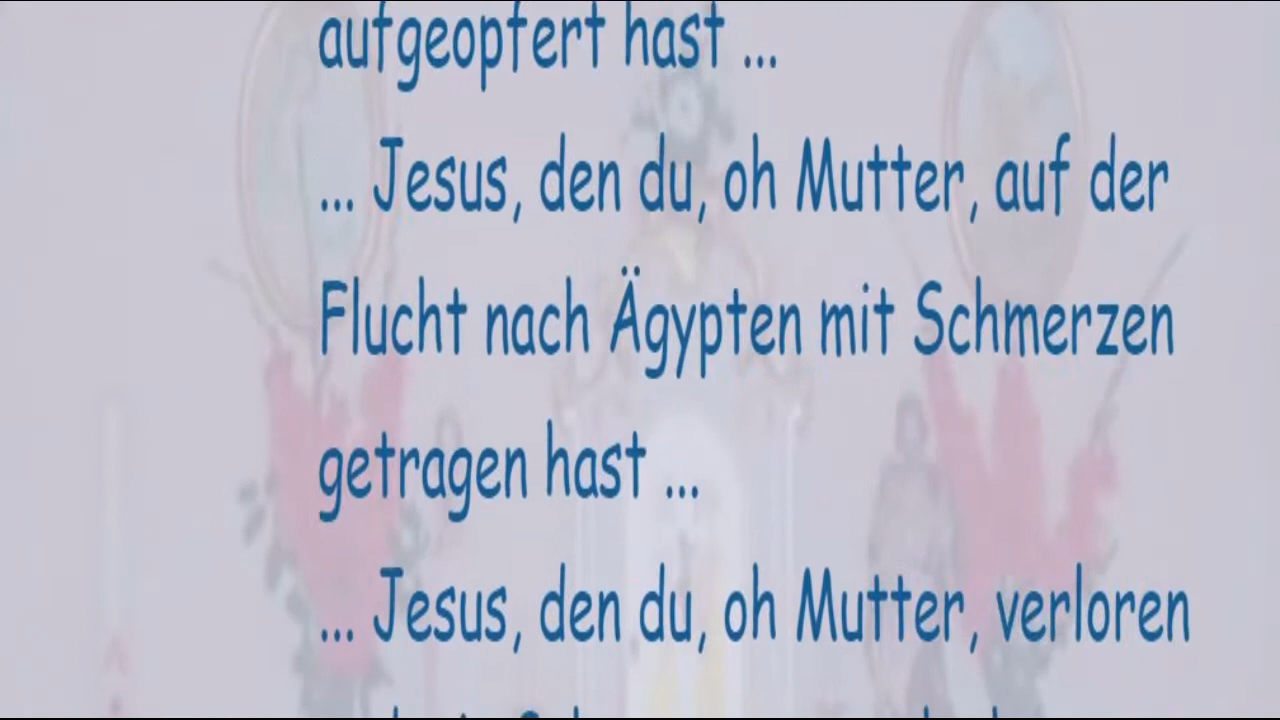 aufgeopfert hast ...
... Jesus, den du, oh Mutter, auf der
Flucht nach Ägypten mit Schmerzen
getragen hast ...
... Jesus, den du, oh Mutter, verloren